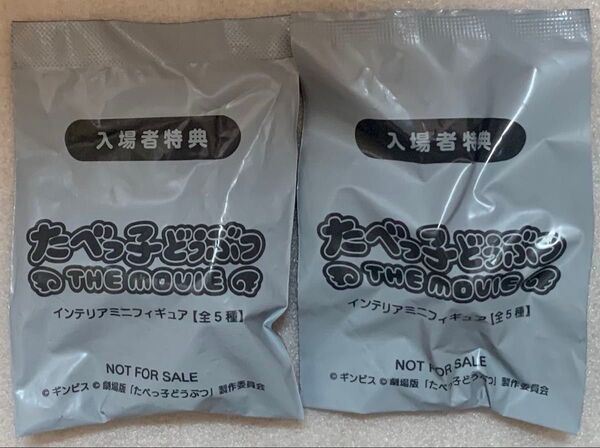 入場者特典
たべっ子どうぶつ
THE MOVIE
インテリアミニフィギュア【全5種】
NOT FOR SALE
©ギンビス ©劇場版「たべっ子どうぶつ」製作委員会
入場者特典
たべっ子どうぶつ
THE MOVIE
インテリアミニフィギュア【全5種】
NOT FOR SALE
©ギンビス ©劇場版「たべっ子どうぶつ」製作委員会